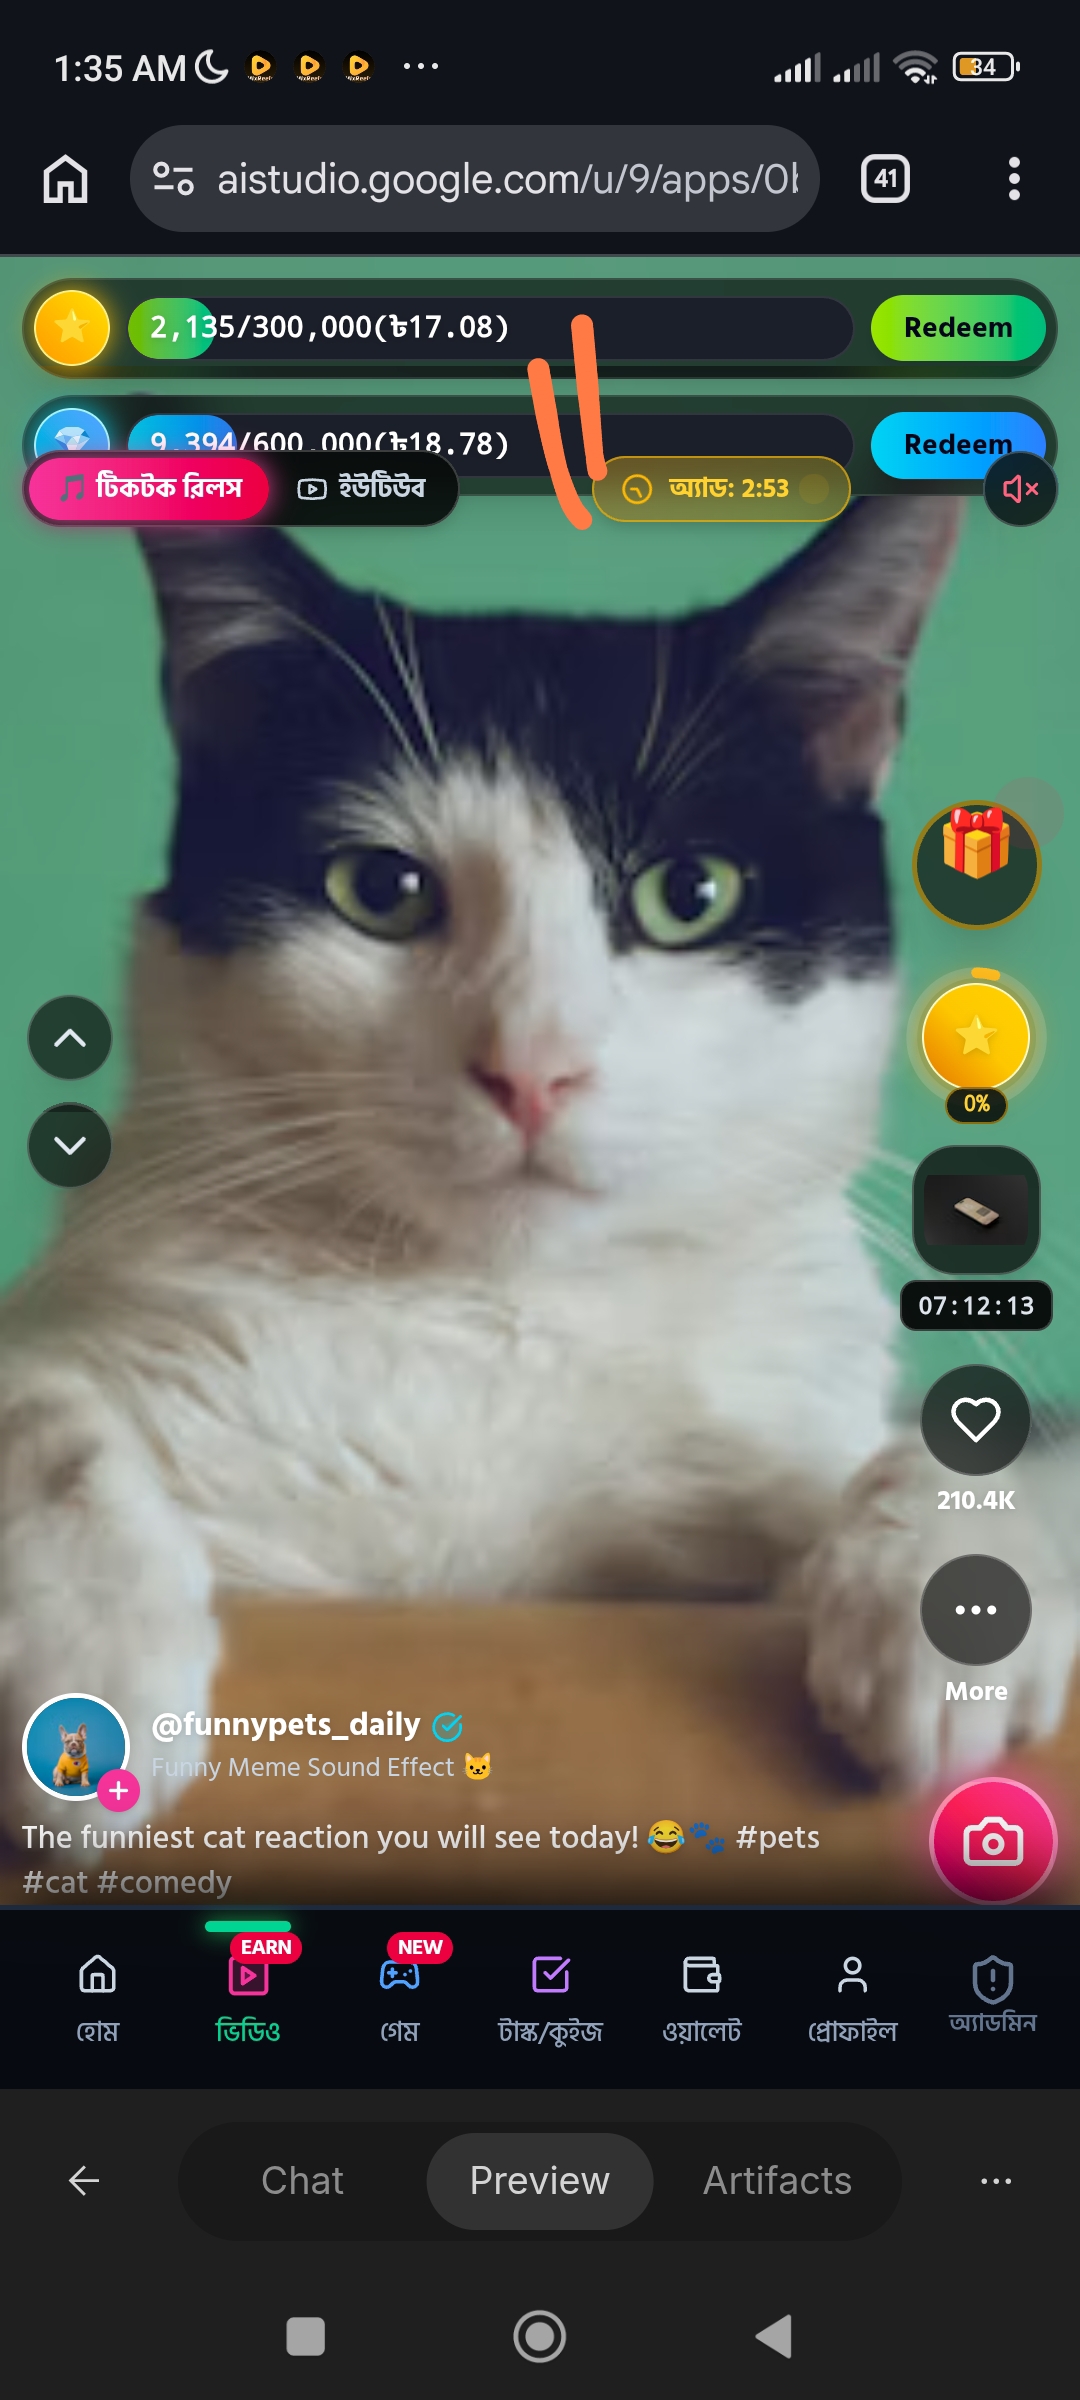 1:35 AM
34
aistudio.google.com/u/9/apps/0
41
2,135/300,000(৳17.08)
Redeem
9,394/600,000(৳18.78)
Redeem
টিকটক রিলস
ইউটিউব
অ্যাড: 2:53
0%
07:12:13
210.4K
More
@funnypets_daily
Funny Meme Sound Effect 🐱
The funniest cat reaction you will see today! 😂🐾 #pets
#cat #comedy
EARN
NEW
হোম
ভিডিও
গেম
টাস্ক/কুইজ
ওয়ালেট
প্রোফাইল
অ্যাডমিন
Chat
Preview
Artifacts